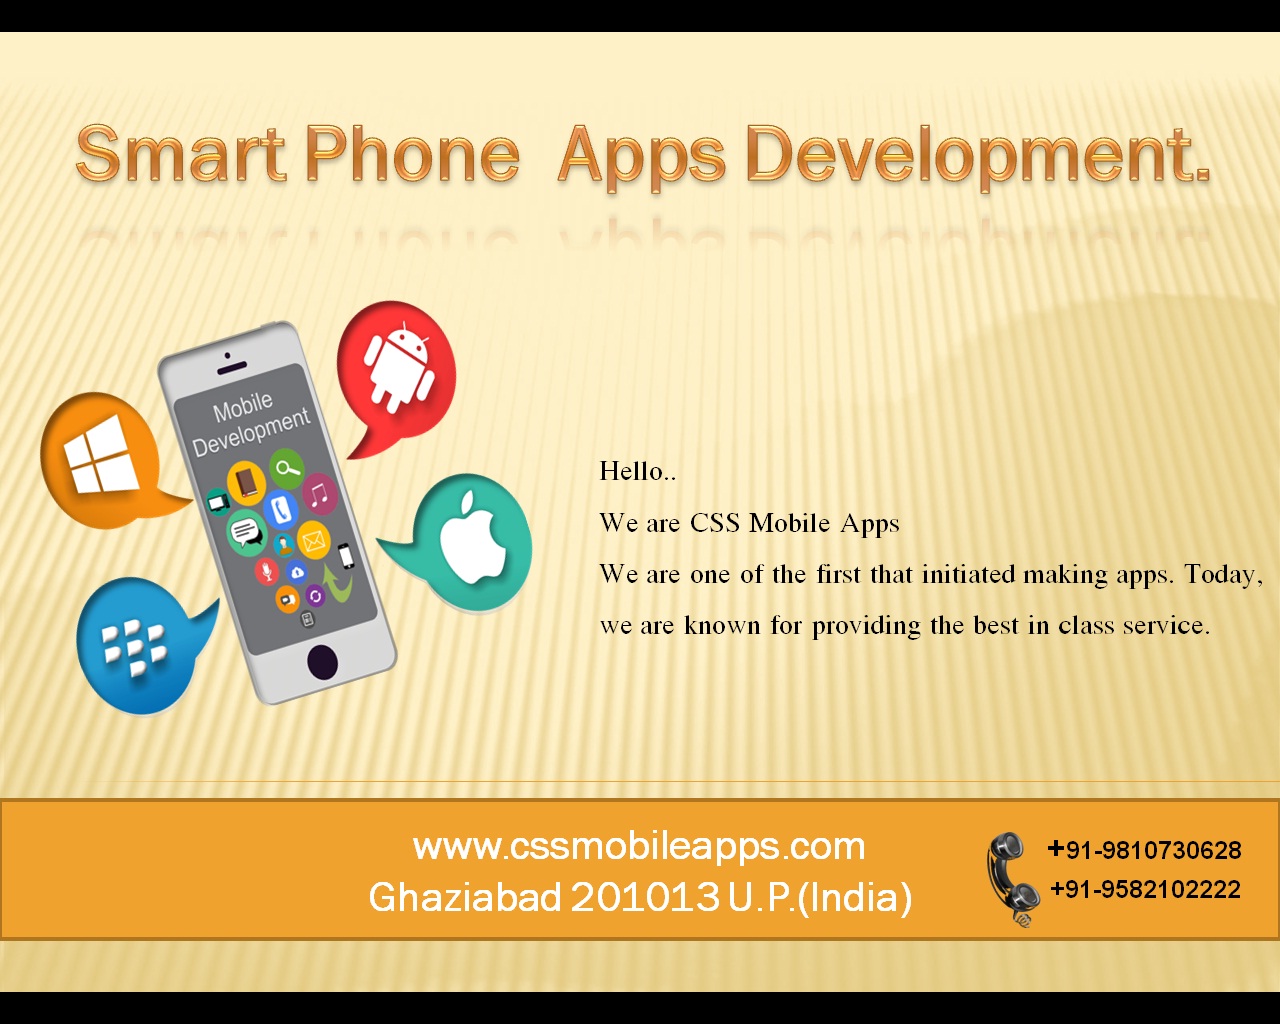 Smart Phone Apps Development.
Mobile
Development
Hello..
We are CSS Mobile Apps
We are one of the first that initiated making apps. Today,
we are known for providing the best in class service.
www.cssmobileapps.com
Ghaziabad 201013 U.P.(India)
+91-9810730628
+91-9582102222